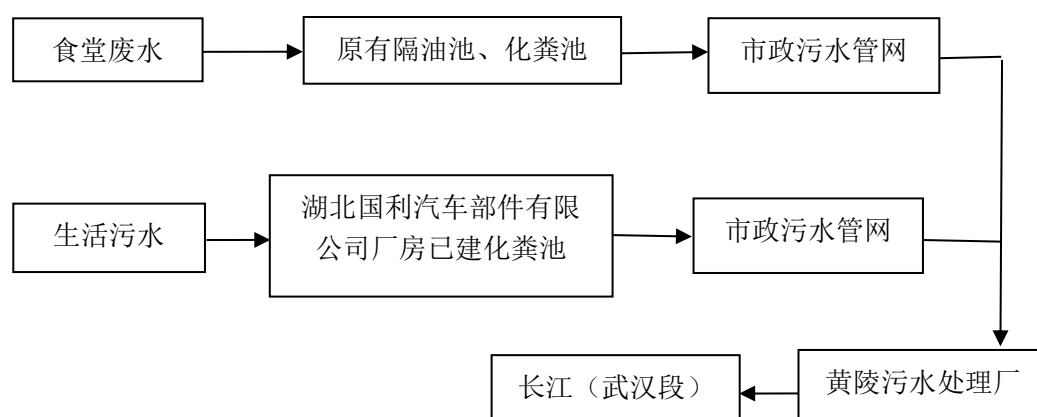 食堂废水
原有隔油池、化粪池
市政污水管网
生活污水
湖北国利汽车部件有限
公司厂房已建化粪池
市政污水管网
长江（武汉段）
黄陵污水处理厂